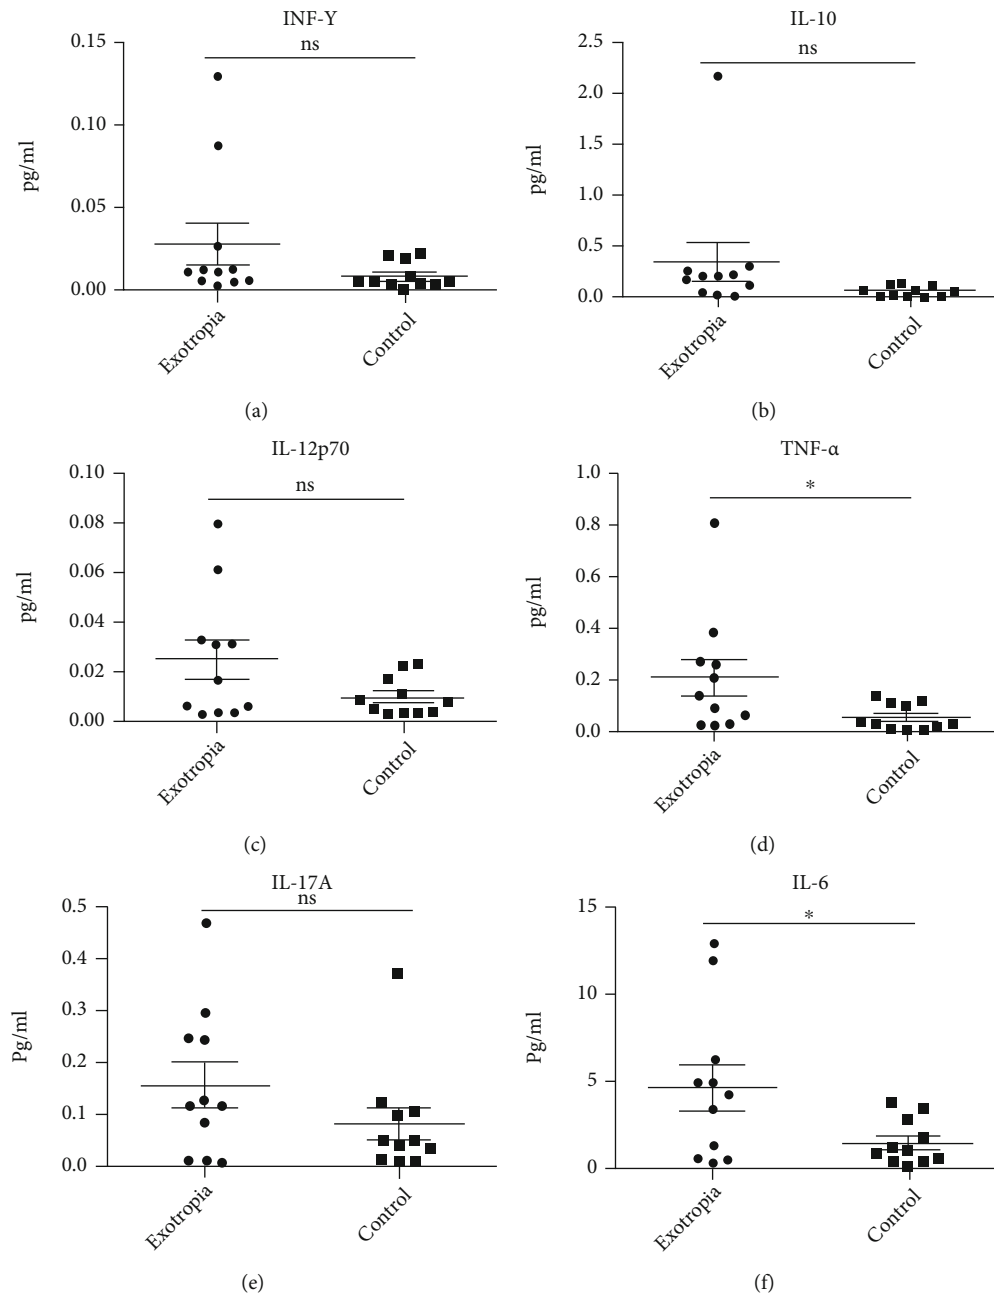 INF-Y
ns
0.15
0.10
0.05
0.00
pg/ml
Exotropia
Control
(a)
IL-10
ns
2.5
2.0
1.5
1.0
0.5
0.0
pg/ml
Exotropia
Control
(b)
IL-12p70
ns
0.10
0.08
0.06
0.04
0.02
0.00
pg/ml
Exotropia
Control
(c)
TNF-α
*
1.0
0.8
0.6
0.4
0.2
0.0
pg/ml
Exotropia
Control
(d)
IL-17A
ns
0.5
0.4
0.3
0.2
0.1
0.0
Pg/ml
Exotropia
Control
(e)
IL-6
*
15
10
5
0
Pg/ml
Exotropia
Control
(f)